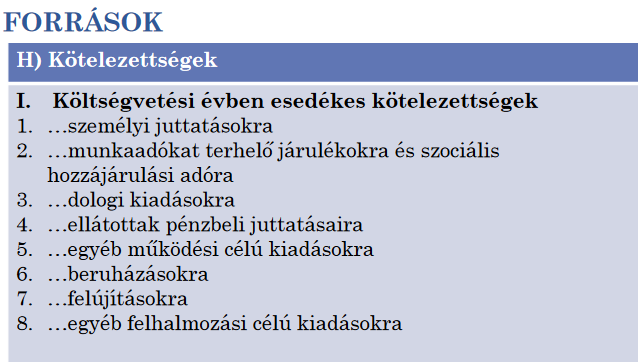 FORRÁSOK
H) Kötelezettségek
I. Költségvetési évben esedékes kötelezettségek
1. …személyi juttatásokra
2. …munkaadókat terhelő járulékokra és szociális
hozzájárulási adóra
3. …dologi kiadásokra
4. …ellátottak pénzbeli juttatásaira
5. …egyéb működési célú kiadásokra
6. …beruházásokra
7. …felújításokra
8. …egyéb felhalmozási célú kiadásokra